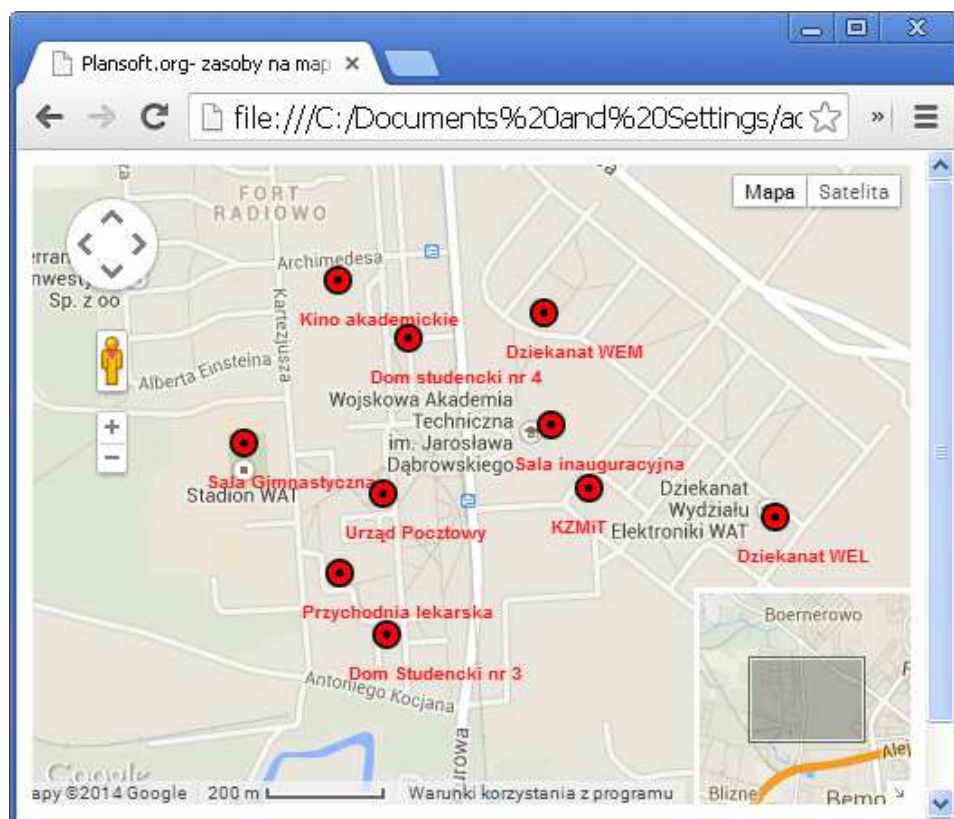 Plansoft.org- zasoby na map
file:///C:/Documents%20and%20Settings/ac
Mapa Satelita
FORT
RADIOWO
Archimedesa
Sp. z oo
Kartezjusza
Kino akademickie
Dziekanat WEM
Alberta Einsteina
Dom studencki nr 4
Wojskowa Akademia
Techniczna
im. Jarosława
Dąbrowskiego
Sala inauguracyjna
Sala Gimnastyczna
Stadion WAT
Dziekanat
Wydziału
Elektroniki WAT
Urząd Pocztowy
KZMiT
Dziekanat WEL
Przychodnia lekarska
Dom Studencki nr 3
Antoniego Kocjana
Boernerowo
Google
apy ©2014 Google 200 m Warunki korzystania z programu
Blizne
Bemo
Alej